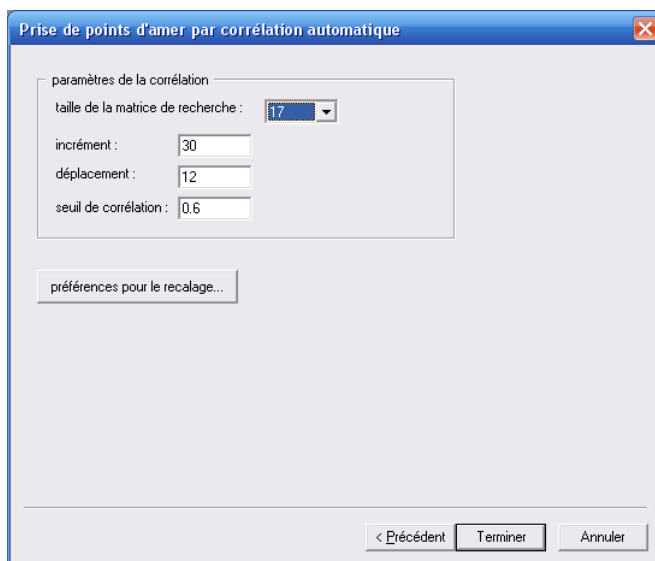 Prise de points d'amer par corrélation automatique
paramètres de la corrélation
taille de la matrice de recherche : 17
incrément : 30
déplacement : 12
seuil de corrélation : 0.6
préférences pour le recalage...
< Précédent Terminer Annuler